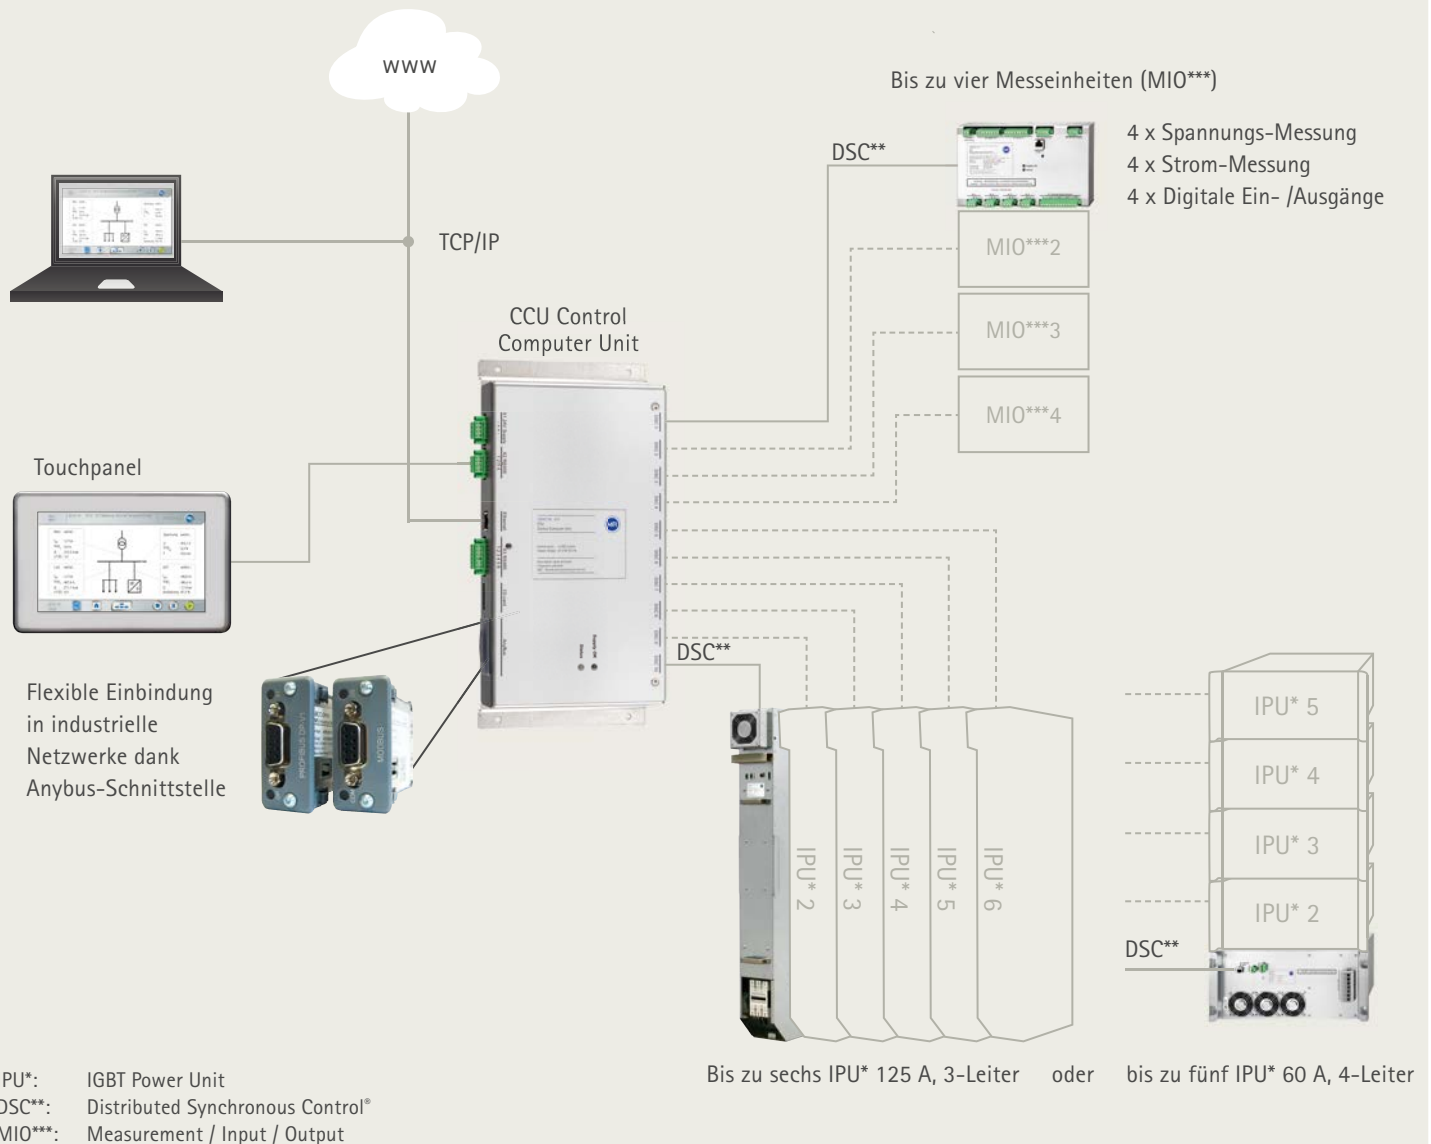 www
Bis zu vier Messeinheiten (MIO***)
DSC**
4 x Spannungs-Messung
4 x Strom-Messung
4 x Digitale Ein- /Ausgänge
TCP/IP
MIO***2
MIO***3
MIO***4
CCU Control
Computer Unit
Touchpanel
DSC**
Flexible Einbindung
in industrielle
Netzwerke dank
Anybus-Schnittstelle
PROFIBUS DP-V1
MODBUS
IPU* 2
IPU* 3
IPU* 4
IPU* 5
IPU* 6
IPU* 5
IPU* 4
IPU* 3
IPU* 2
DSC**
Bis zu sechs IPU* 125 A, 3-Leiter oder bis zu fünf IPU* 60 A, 4-Leiter
IPU*: IGBT Power Unit
DSC**: Distributed Synchronous Control®
MIO***: Measurement / Input / Output